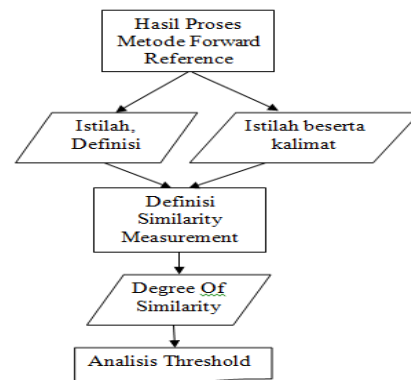 Hasil Proses
Metode Forward
Reference
Istilah,
Definisi
Istilah beserta
kalimat
Definisi
Similarity
Measurement
Degree Of
Similarity
Analisis Threshold